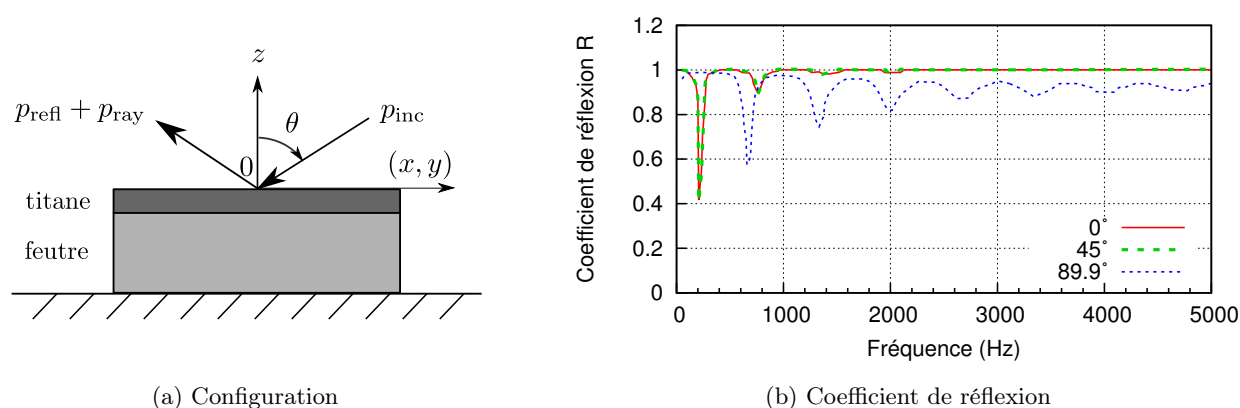 z
p_refl + p_ray
θ
p_inc
0
(x, y)
titane
feutre
(a) Configuration
Coefficient de réflexion R
1.2
1
0.8
0.6
0.4
0.2
0
0°
45°
89.9°
0 1000 2000 3000 4000 5000
Fréquence (Hz)
(b) Coefficient de réflexion